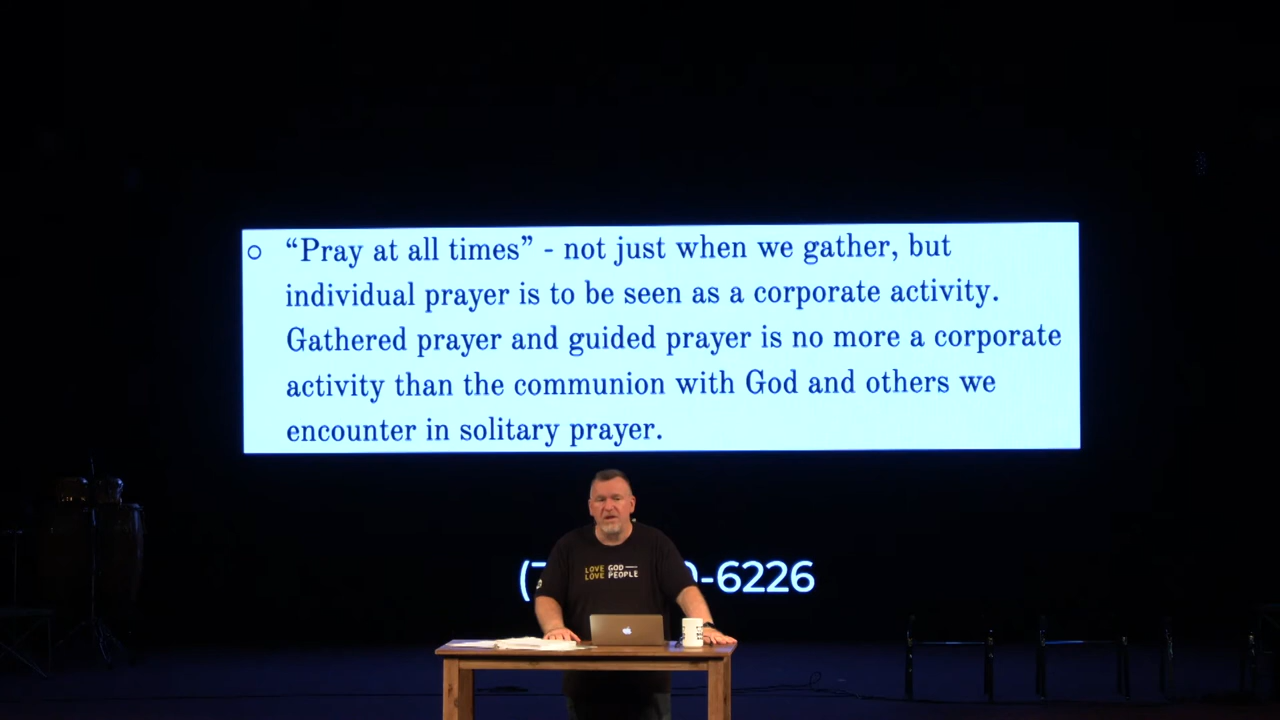 “Pray at all times” - not just when we gather, but
individual prayer is to be seen as a corporate activity.
Gathered prayer and guided prayer is no more a corporate
activity than the communion with God and others we
encounter in solitary prayer.
-6226
LOVE GOD
LOVE PEOPLE